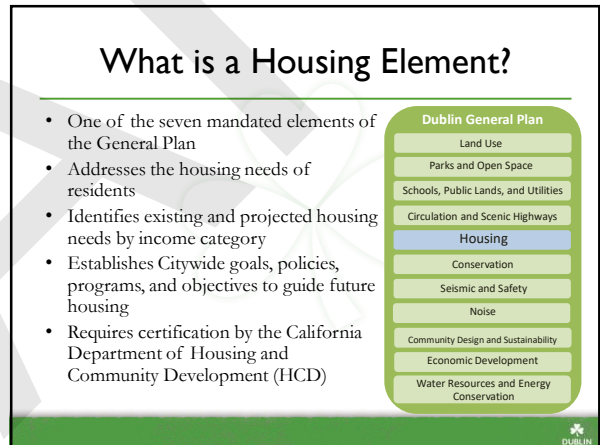 What is a Housing Element?
• One of the seven mandated elements of
the General Plan
• Addresses the housing needs of
residents
• Identifies existing and projected housing
needs by income category
• Establishes Citywide goals, policies,
programs, and objectives to guide future
housing
• Requires certification by the California
Department of Housing and
Community Development (HCD)
Dublin General Plan
Land Use
Parks and Open Space
Schools, Public Lands, and Utilities
Circulation and Scenic Highways
Housing
Conservation
Seismic and Safety
Noise
Community Design and Sustainability
Economic Development
Water Resources and Energy
Conservation
DUBLIN